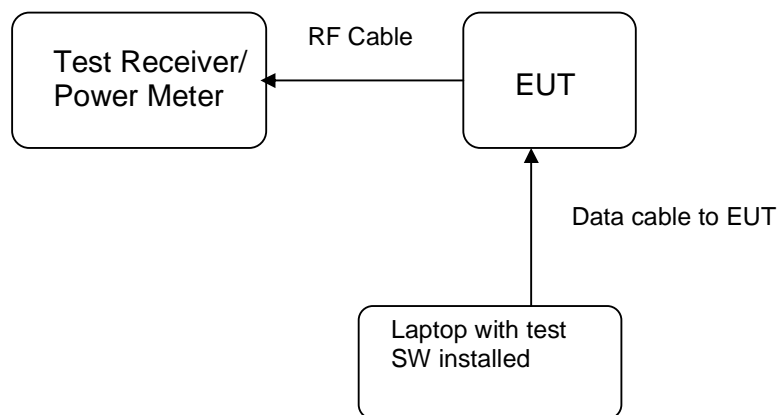 RF Cable
Test Receiver/
Power Meter
EUT
Data cable to EUT
Laptop with test
SW installed